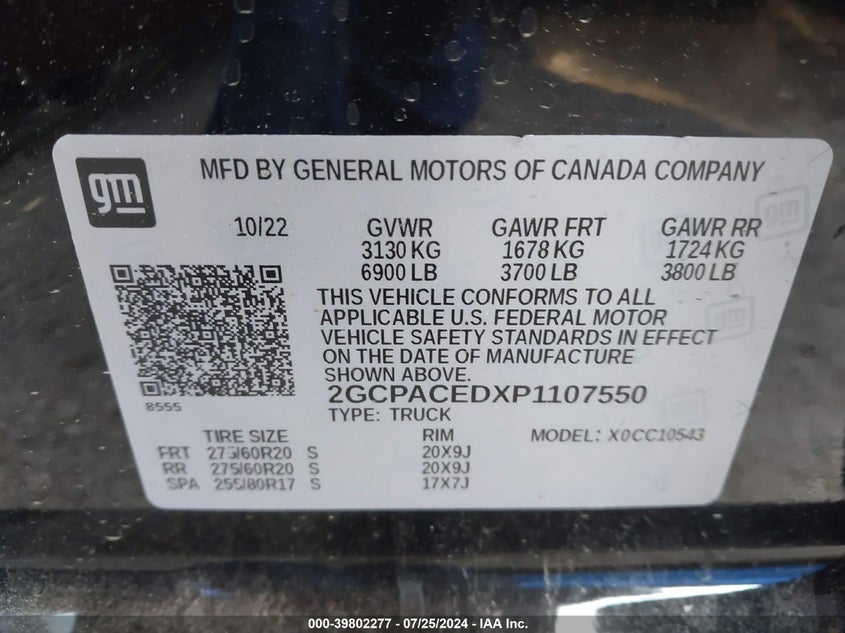 gm
MFD BY GENERAL MOTORS OF CANADA COMPANY
10/22 GVWR GAWR FRT GAWR RR
3130 KG 1678 KG 1724 KG
6900 LB 3700 LB 3800 LB
THIS VEHICLE CONFORMS TO ALL
APPLICABLE U.S. FEDERAL MOTOR
VEHICLE SAFETY STANDARDS IN EFFECT
ON THE DATE OF MANUFACTURE
SHOWN ABOVE.
8555
2GCPACEDXP1107550
TYPE: TRUCK
TIRE SIZE RIM MODEL: X0CC10543
FRT 275/60R20 S 20X9J
RR 275/60R20 S 20X9J
SPA 255/80R17 S 17X7J
000-39802277 - 07/25/2024 - IAA Inc.